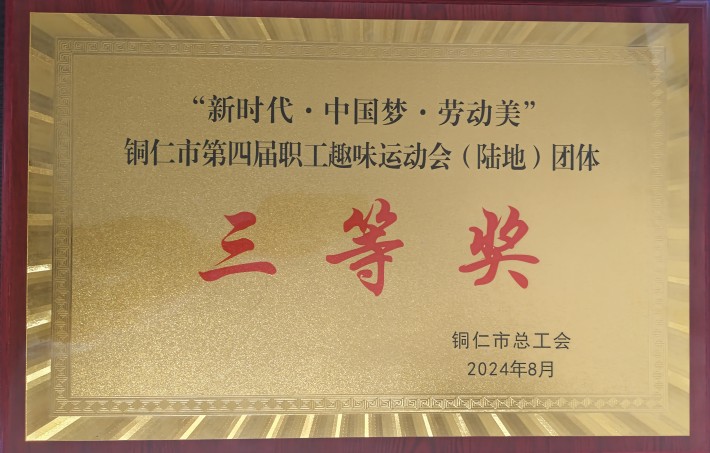 “新时代·中国梦·劳动美”
铜仁市第四届职工趣味运动会（陆地）团体
三等奖
铜仁市总工会
2024年8月